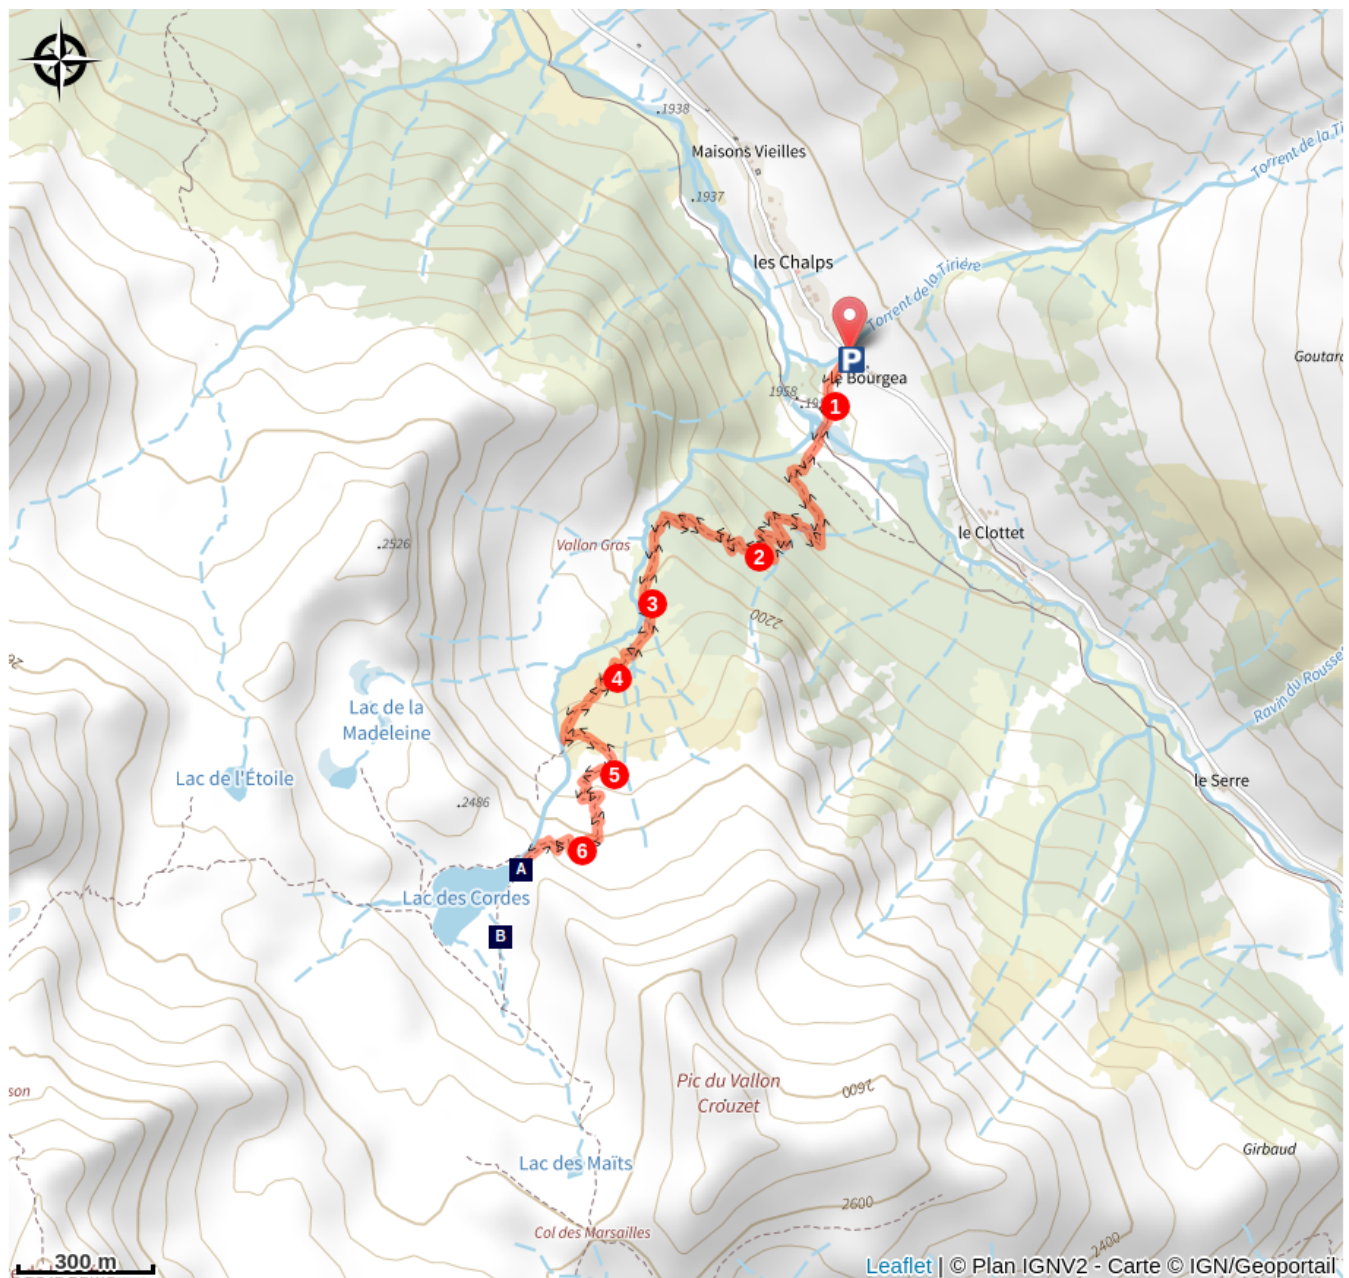 .1938
Maisons Vieilles
Torrent de la Ti
.1937
les Chalps
Torrent de la Tirière
P
Goutard
le Bourgea
1958
1
le Clottet
.2526
Vallon Gras
2
3
2200
4
Ravin du Rousse
Lac de la
Madeleine
Lac de l'Étoile
5
le Serre
.2486
6
A
Lac des Cordes
B
Pic du Vallon
Crouzet
2600
son
Girbaud
Lac des Maïts
2600
Col des Marsailles
2400
300 m
Leaflet | © Plan IGNV2 - Carte © IGN/Geoportail